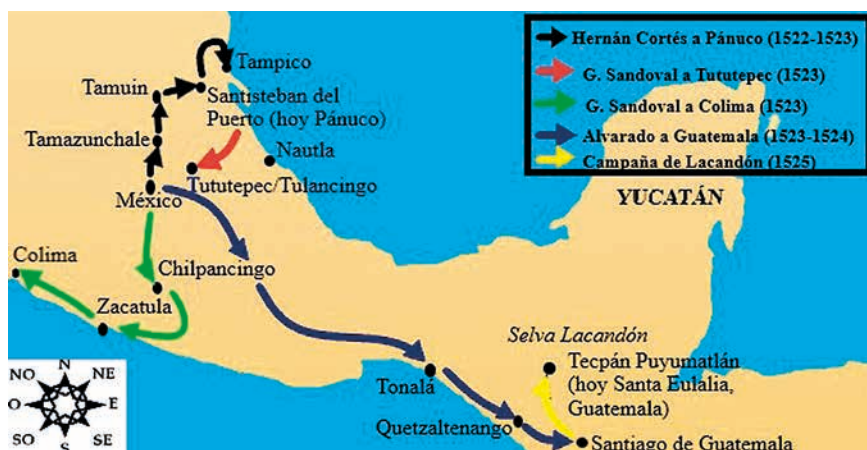 Hernán Cortés a Pánuco (1522-1523)
G. Sandoval a Tututepec (1523)
G. Sandoval a Colima (1523)
Alvarado a Guatemala (1523-1524)
Campaña de Lacandón (1525)
Tampico
Tamuin
Santisteban del
Puerto (hoy Pánuco)
Tamazunchale
Nautla
Tututepec/Tulancingo
México
YUCATÁN
Colima
Chilpancingo
Zacatula
Selva Lacandón
Tecpán Puyumatlán
(hoy Santa Eulalia,
Guatemala)
Tonalá
Quetzaltenango
Santiago de Guatemala
N
NO
NE
O
E
SO
SE
S